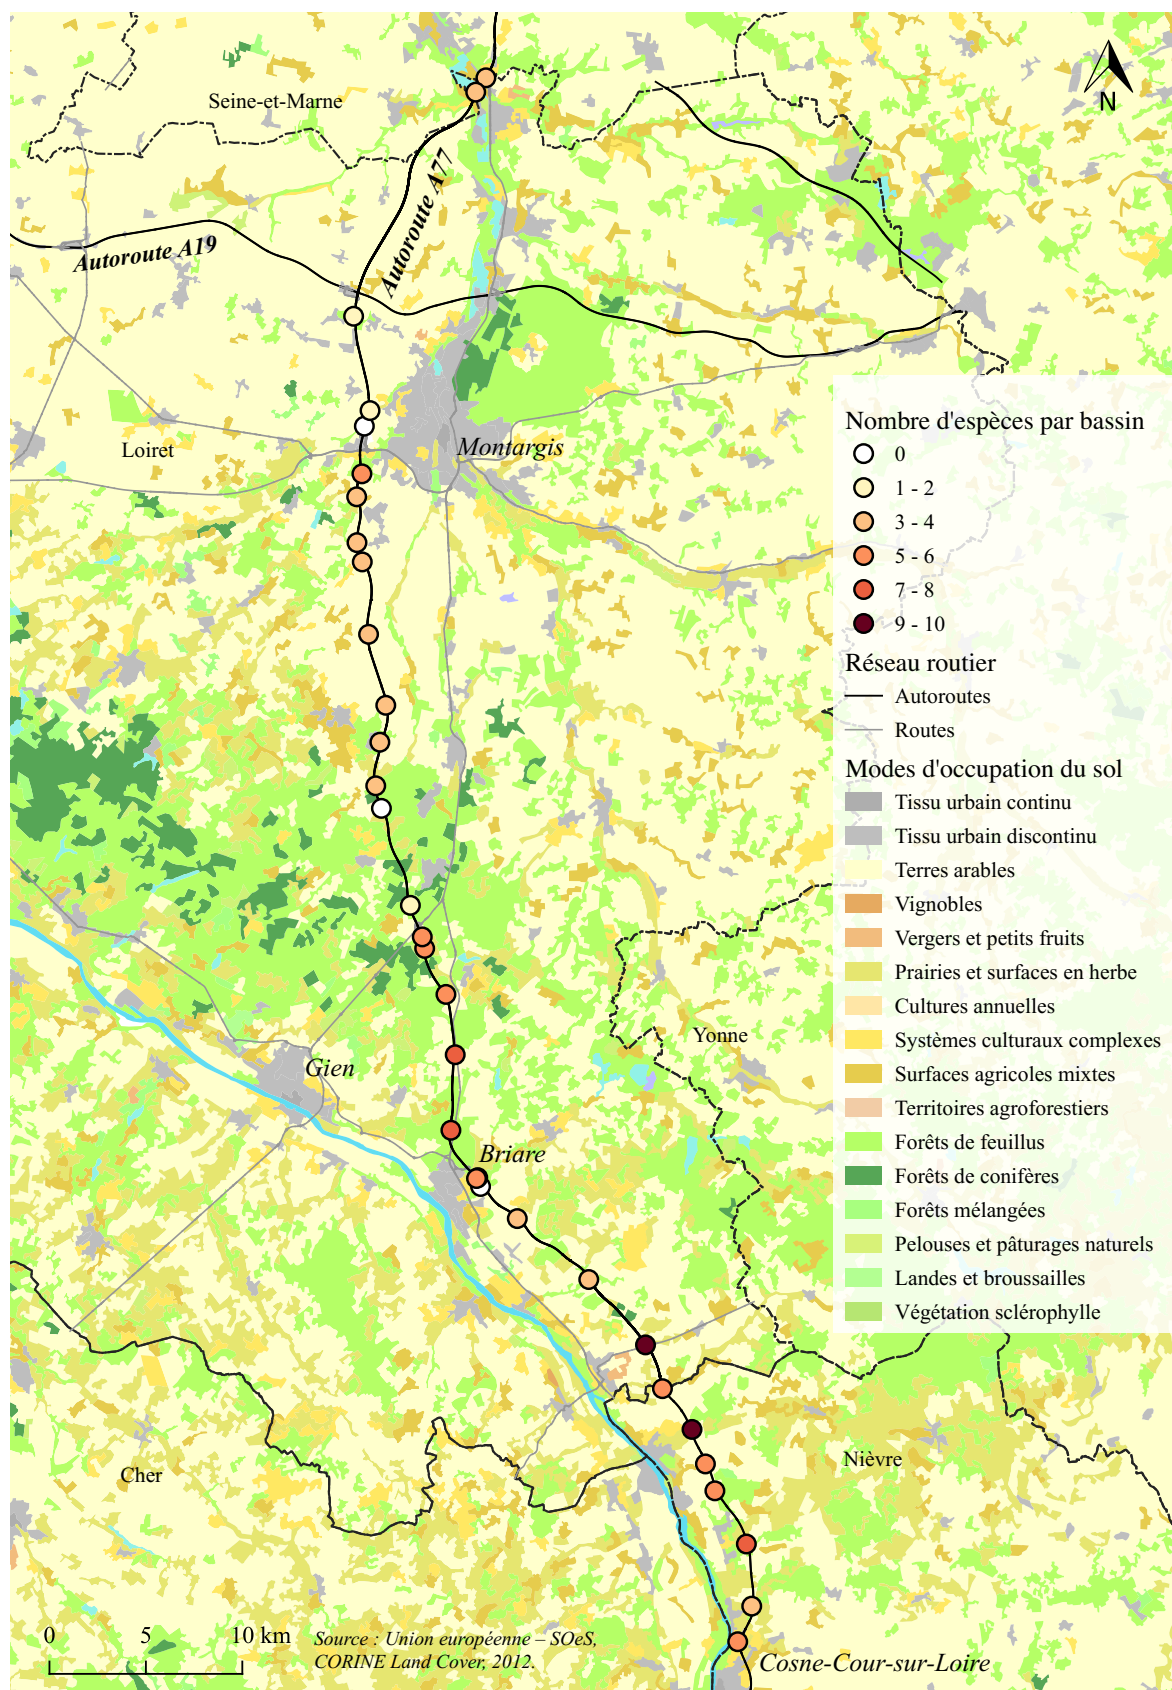 Seine-et-Marne
N
Autoroute A77
Autoroute A19
Loiret
Montargis
Nombre d'espèces par bassin
0
1 - 2
3 - 4
5 - 6
7 - 8
9 - 10
Réseau routier
Autoroutes
Routes
Modes d'occupation du sol
Tissu urbain continu
Tissu urbain discontinu
Terres arables
Vignobles
Vergers et petits fruits
Prairies et surfaces en herbe
Cultures annuelles
Systèmes culturaux complexes
Surfaces agricoles mixtes
Territoires agroforestiers
Forêts de feuillus
Forêts de conifères
Forêts mélangées
Pelouses et pâturages naturels
Landes et broussailles
Végétation sclérophylle
Yonne
Gien
Briare
Cher
Nièvre
0 5 10 km
Source : Union européenne – SOeS,
CORINE Land Cover, 2012.
Cosne-Cour-sur-Loire